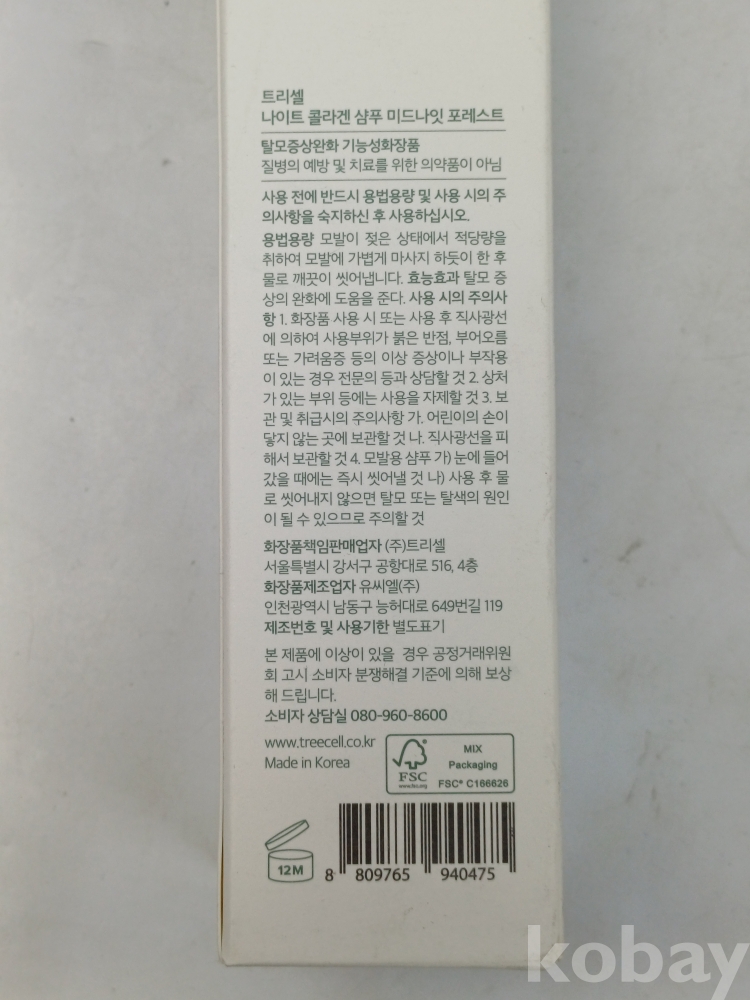 트리셀
나이트 콜라겐 샴푸 미드나잇 포레스트
탈모증상완화 기능성화장품
질병의 예방 및 치료를 위한 의약품이 아님
사용 전에 반드시 용법용량 및 사용 시의 주
의사항을 숙지하신 후 사용하십시오.
용법용량 모발이 젖은 상태에서 적당량을
취하여 모발에 가볍게 마사지 하듯이 한 후
물로 깨끗이 씻어냅니다. 효능효과 탈모 증
상의 완화에 도움을 준다. 사용 시의 주의사
항 1. 화장품 사용 시 또는 사용 후 직사광선
에 의하여 사용부위가 붉은 반점, 부어오름
또는 가려움증 등의 이상 증상이나 부작용
이 있는 경우 전문의 등과 상담할 것 2. 상처
가 있는 부위 등에는 사용을 자제할 것 3. 보
관 및 취급시의 주의사항 가. 어린이의 손이
닿지 않는 곳에 보관할 것 나. 직사광선을 피
해서 보관할 것 4. 모발용 샴푸 가) 눈에 들어
갔을 때에는 즉시 씻어낼 것 나) 사용 후 물
로 씻어내지 않으면 탈모 또는 탈색의 원인
이 될 수 있으므로 주의할 것
화장품책임판매업자 (주)트리셀
서울특별시 강서구 공항대로 516, 4층
화장품제조업자 유씨엘(주)
인천광역시 남동구 능허대로 649번길 119
제조번호 및 사용기한 별도표기
본 제품에 이상이 있을 경우 공정거래위원
회 고시 소비자 분쟁해결 기준에 의해 보상
해 드립니다.
소비자 상담실 080-960-8600
www.treecell.co.kr
Made in Korea
FSC
www.fsc.org
MIX
Packaging
FSC® C166626
12M
8 809765 940475
kobay